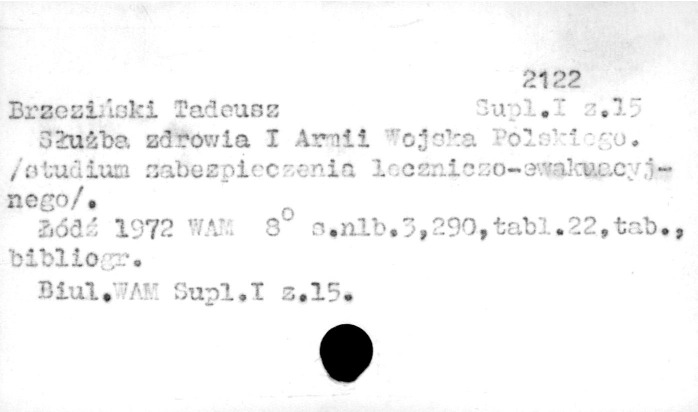 2122
Brzeziński Tadeusz Supl.I z.15
Służba zdrowia I Armii Wojska Polskiego.
/studium zabezpieczenia leczniczo-ewakuacyj-
nego/.
Łódź 1972 WAM 8° s.nlb.3,290,tabl.22,tab.,
bibliogr.
Biul.WAM Supl.I z.15.